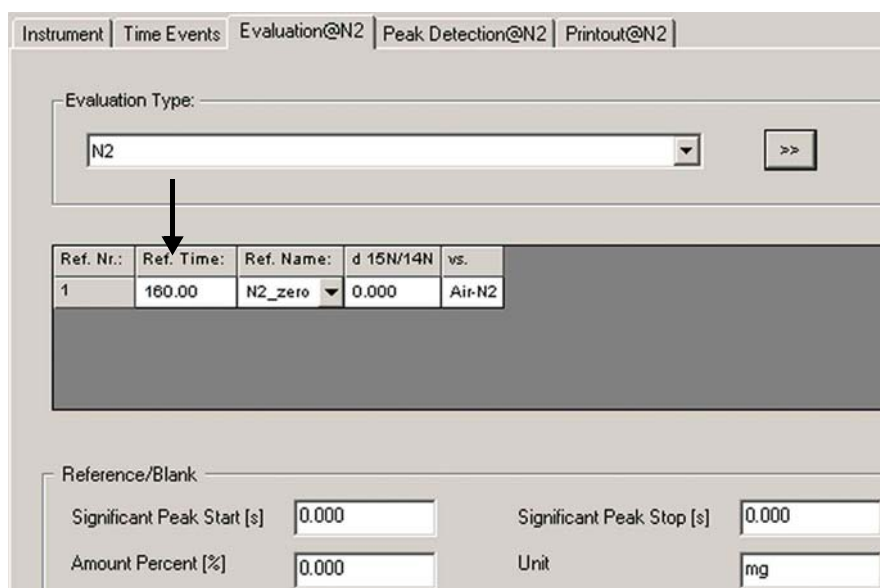 Instrument Time Events Evaluation@N2 Peak Detection@N2 Printout@N2
Evaluation Type:
N2 >>
Ref. Nr.: Ref. Time: Ref. Name: d 15N/14N vs.
1 160.00 N2_zero 0.000 Air-N2
Reference/Blank
Significant Peak Start [s] 0.000 Significant Peak Stop [s] 0.000
Amount Percent [%] 0.000 Unit mg